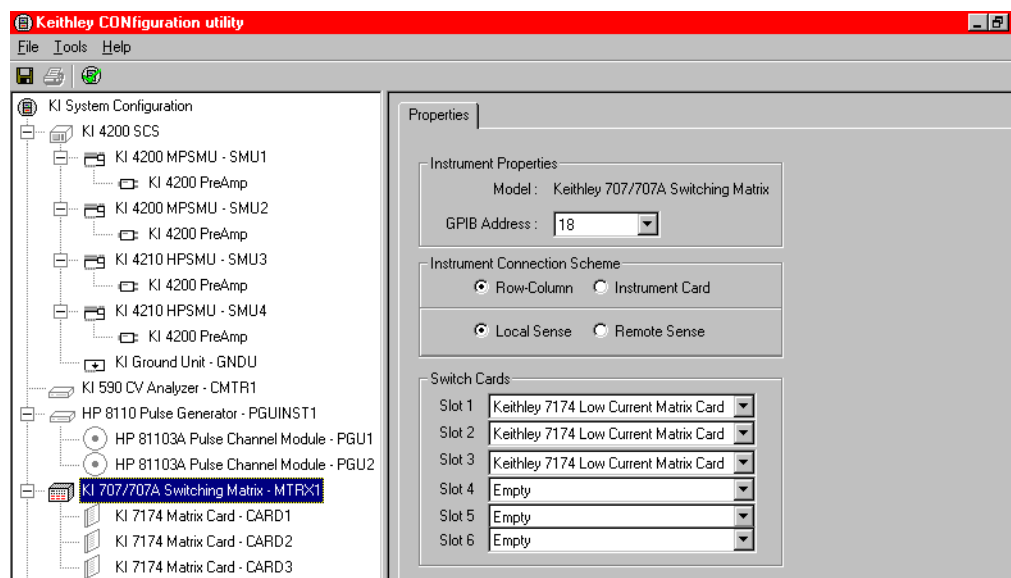 Keithley CONfiguration utility
File Tools Help
KI System Configuration
KI 4200 SCS
KI 4200 MPSMU - SMU1
KI 4200 PreAmp
KI 4200 MPSMU - SMU2
KI 4200 PreAmp
KI 4210 HPSMU - SMU3
KI 4200 PreAmp
KI 4210 HPSMU - SMU4
KI 4200 PreAmp
KI Ground Unit - GNDU
KI 590 CV Analyzer - CMTR1
HP 8110 Pulse Generator - PGUINST1
HP 81103A Pulse Channel Module - PGU1
HP 81103A Pulse Channel Module - PGU2
KI 707/707A Switching Matrix - MTRX1
KI 7174 Matrix Card - CARD1
KI 7174 Matrix Card - CARD2
KI 7174 Matrix Card - CARD3
Properties
Instrument Properties
Model : Keithley 707/707A Switching Matrix
GPIB Address : 18
Instrument Connection Scheme
Row-Column Instrument Card
Local Sense Remote Sense
Switch Cards
Slot 1 Keithley 7174 Low Current Matrix Card
Slot 2 Keithley 7174 Low Current Matrix Card
Slot 3 Keithley 7174 Low Current Matrix Card
Slot 4 Empty
Slot 5 Empty
Slot 6 Empty